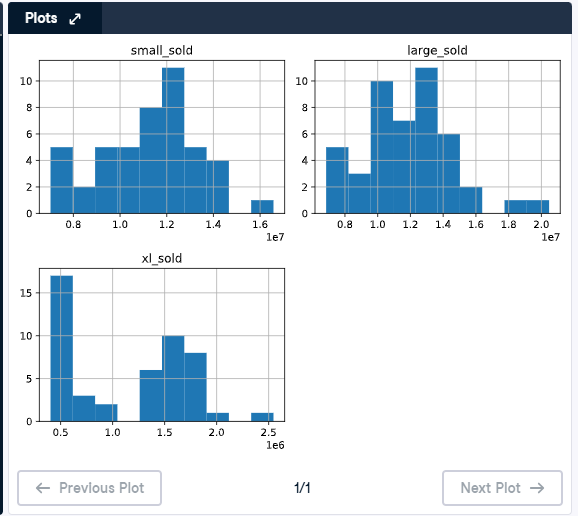 Plots
small_sold
large_sold
10
8
6
4
2
0
0.8 1.0 1.2 1.4 1.6
1e7
10
8
6
4
2
0
0.8 1.0 1.2 1.4 1.6 1.8 2.0
1e7
xl_sold
15
10
5
0
0.5 1.0 1.5 2.0 2.5
1e6
Previous Plot
1/1
Next Plot